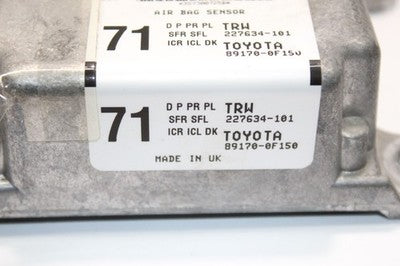 AIR BAG SENSOR
71 D P PR PL TRW
SFR SFL 227634-101
ICR ICL DK TOYOTA
89170-0F150
71 D P PR PL TRW
SFR SFL 227634-101
ICR ICL DK TOYOTA
89170-0F150
MADE IN UK